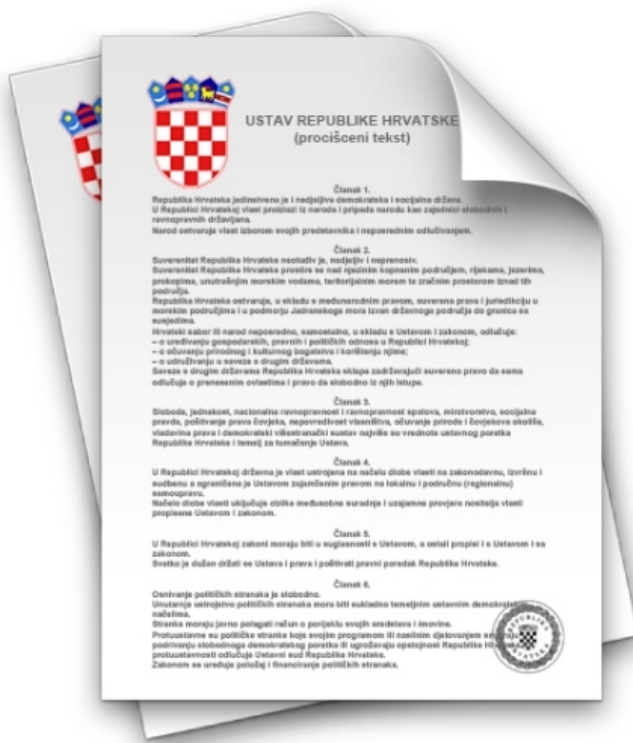 USTAV REPUBLIKE HRVATSKE
(procišceni tekst)
Članak 1.
Republika Hrvatska jedinstvena je i nedjeljiva demokratska i socijalna država.
U Republici Hrvatskoj vlast proizlazi iz naroda i pripada narodu kao zajednici slobodnih i
ravnopravnih državljana.
Narod ostvaruje vlast izborom svojih predstavnika i neposrednim odlučivanjem.
Članak 2.
Suverenitet Republike Hrvatske neotuđiv je, nedjeljiv i neprenosiv.
Suverenitet Republike Hrvatske prostire se nad njezinim kopnenim područjem, rijekama, jezerima,
prokopima, unutrašnjim morskim vodama, teritorijalnim morem te zračnim prostorom iznad tih
područja.
Republika Hrvatska ostvaruje, u skladu s međunarodnim pravom, suverena prava i jurisdikciju u
morskim područjima i u podmorju Jadranskoga mora izvan državnoga područja do granica sa
susjedima.
Hrvatski sabor ili narod neposredno, samostalno, u skladu s Ustavom i zakonom, odlučuje:
– o uređivanju gospodarskih, pravnih i političkih odnosa u Republici Hrvatskoj;
– o očuvanju prirodnog i kulturnog bogatstva i korištenju njime;
– o udruživanju u saveze s drugim državama.
Saveze s drugim državama Republika Hrvatska sklapa zadržavajući suvereno pravo da sama
odlučuje o prenesenim ovlastima i pravo da slobodno iz njih istupa.
Članak 3.
Sloboda, jednakost, nacionalna ravnopravnost i ravnopravnost spolova, mirotvorstvo, socijalna
pravda, poštivanje prava čovjeka, nepovredivost vlasništva, očuvanje prirode i čovjekova okoliša,
vladavina prava i demokratski višestranački sustav najviše su vrednote ustavnog poretka
Republike Hrvatske i temelj za tumačenje Ustava.
Članak 4.
U Republici Hrvatskoj državna je vlast ustrojena na načelu diobe vlasti na zakonodavnu, izvršnu i
sudbenu a ograničena je Ustavom zajamčenim pravom na lokalnu i područnu (regionalnu)
samoupravu.
Načelo diobe vlasti uključuje oblike međusobne suradnje i uzajamne provjere nositelja vlasti
propisane Ustavom i zakonom.
Članak 5.
U Republici Hrvatskoj zakoni moraju biti u suglasnosti s Ustavom, a ostali propisi i s Ustavom i sa
zakonom.
Svatko je dužan držati se Ustava i prava i poštivati pravni poredak Republike Hrvatske.
Članak 6.
Osnivanje političkih stranaka je slobodno.
Unutarnje ustrojstvo političkih stranaka mora biti sukladno temeljnim ustavnim
načelima.
Stranke moraju javno polagati račun o porijeklu svojih sredstava i imovine.
Protuustavne su političke stranke koje svojim programom ili nasilnim djelovanjem
podrivanju slobodnoga demokratskog poretka ili ugrožavaju opstojnost Republike
protuustavnosti odlučuje Ustavni sud Republike Hrvatske.
Zakonom se uređuje položaj i financiranje političkih stranaka.
REPUBLIKA
HRVATSKA